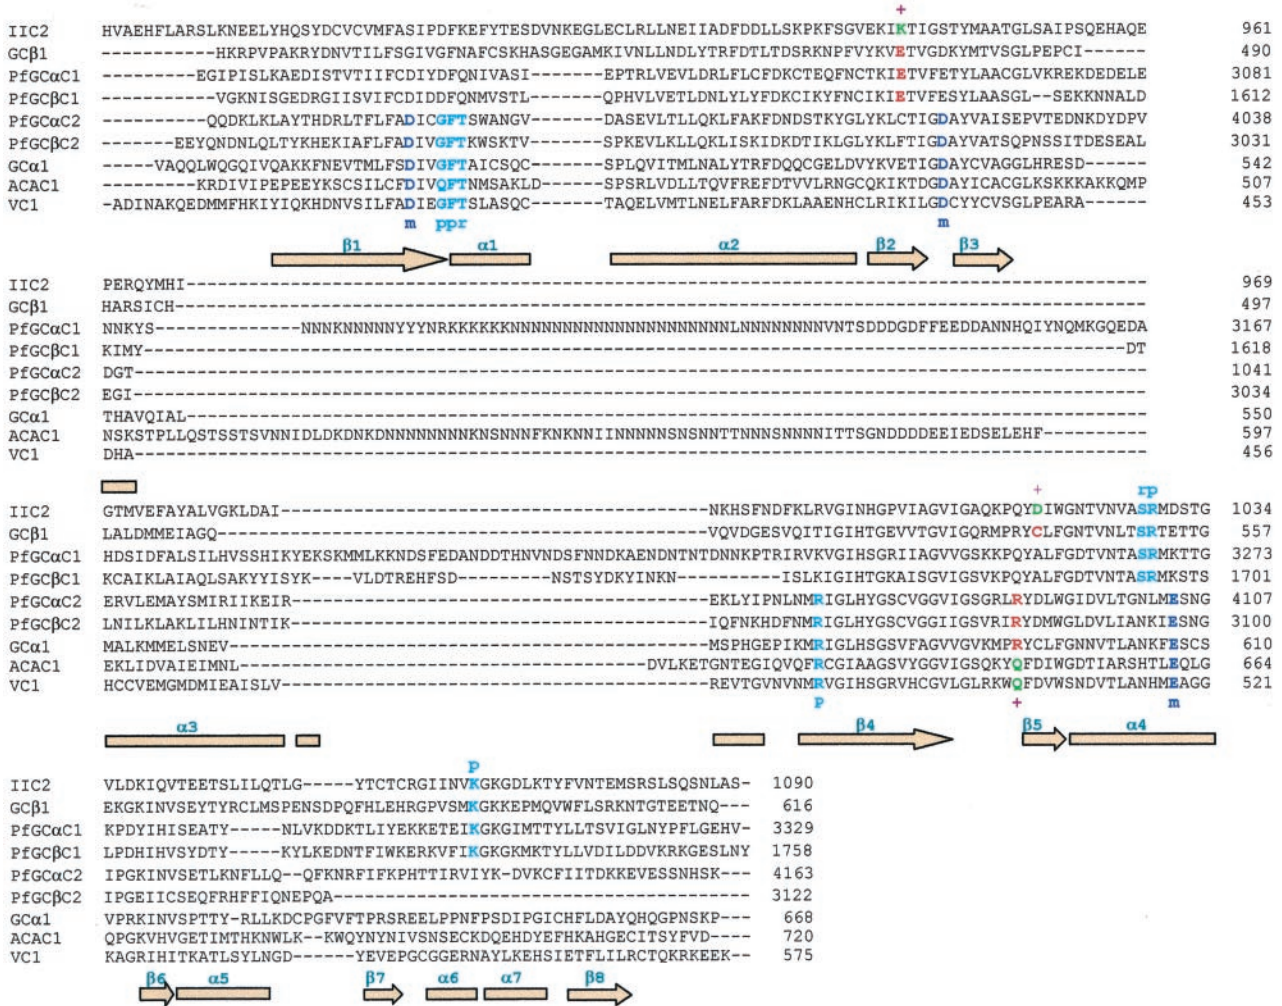 +
IIC2 HVAEHFLARSLKNEELYHQSYDCVCVMFASIPDFKEFYTESDVNKEGLECLRLLNEIIADFDDLLSKPKFSGVEKIKTIGSTYMAATGLSAIPSQEHAQE 961
GCβ1 ----------HKRPVPAKRYDNVTILFSGIVGFNAFCSKHASGEGAMKIVNLLNDLYTRFDTLTDSRKNPFVYKVETVGDKYMTVSGLPEPCI------ 490
PfGCαC1 --------EGIPISLKAEDISTVTIIFCDIYDFQNIVASI-------EPTRLVEVLDRLFLCFDKCTEQFNCTKIETVFETYLAACGLVKREKDEDELE 3081
PfGCβC1 ----------VGKNISGEDRGIISVIFCDIDDFQNMVSTL-------QPHVLVETLDNLYLYFDKCIKYFNCIKIETVFESYLAASGL--SEKKNNALD 1612
PfGCαC2 ---------QQDKLKLAYTHDRLTFLFADICGFTSWANGV-------DASEVLTLLQKLFAKFDNDSTKYGLYKLCTIGDAYVAISEPVTEDNKDYDPV 4038
PfGCβC2 ------EEYQNDNLQLTYKHEKIAFLFADIVGFTKWSKTV-------SPKEVLKLLQKLISKIDKDTIKLGLYKLFTIGDAYVATSQPNSSITDESEAL 3031
GCα1 ----VAQQLWQGQIVQAKKFNEVTMLFSDIVGFTAICSQC-------SPLQVITMLNALYTRFDQQCGELDVYKVETIGDAYCVAGGLHRESD------ 542
ACAC1 --------KRDIVIPEPEEYKSCSILCFDIVQFTNMSAKLD------SPSRLVDLLTQVFREFDTVVLRNGCQKIKTDGDAYICACGLKSKKKAKKQMP 507
VC1 -ADINAKQEDMMFHKIYIQKHDNVSILFADIEGFTSLASQC-------TAQELVMTLNELFARFDKLAAENHCLRIKILGDCYYCVSGLPEARA----- 453
m ppr m
β1 α1 α2 β2 β3
IIC2 PERQYMHI------------------------------------------------------------------------------------------- 969
GCβ1 HARSICH-------------------------------------------------------------------------------------------- 497
PfGCαC1 NNKYS-------------NNNKNNNNNYYYNRKKKKKKNNNNNNNNNNNNNNNNNNNLNNNNNNNNVNTSDDDGDFFEEDDANNHQIYNQMKGQEDA 3167
PfGCβC1 KIMY---------------------------------------------------------------------------------------------DT 1618
PfGCαC2 DGT------------------------------------------------------------------------------------------------ 1041
PfGCβC2 EGI------------------------------------------------------------------------------------------------ 3034
GCα1 THAVQIAL------------------------------------------------------------------------------------------- 550
ACAC1 NSKSTPLLQSTSSTSVNNIDLDKDNKDNNNNNNNNNKNSNNNFKNKNNIINNNNNSNSNNTTNNNSNNNNITTSGNDDDDEEIEDSELEHF--------- 597
VC1 DHA------------------------------------------------------------------------------------------------ 456
+ rp
IIC2 GTMVEFAYALVGKLDAI--------------------------------------NKHSFNDFKLRVGINHGPVIAGVIGAQKPQYDIWGNTVNVASRMDSTG 1034
GCβ1 LALDMMEIAGQ--------------------------------------------VQVDGESVQITIGIHTGEVVTGVIGQRMPRYCLFGNTVNLTSRTETTG 557
PfGCαC1 HDSIDFALSILHVSSHIKYEKSKMMLKKNDSFEDANDDTHNVNDSFNNDKAENDNTNTDNNKPTRIRVKVGIHSGRIIAGVVGSKKPQYALFGDTVNTASRMKTTG 3273
PfGCβC1 KCAIKLAIAQLSAKYYISYK----VLDTREHFSD---------NSTSYDKYINKN----------ISLKIGIHTGKAISGVIGSVKPQYALFGDTVNTASRMKSTS 1701
PfGCαC2 ERVLEMAYSMIRIIKEIR-------------------------------------EKLYIPNLNMRIGLHYGSCVGGVIGSGRLRYDLWGIDVLTGNLMESNG 4107
PfGCβC2 LNILKLAKLILHNINTIK-------------------------------------IQFNKHDFNMRIGLHYGSCVGGIIGSVRIRYDMWGLDVLIANKIESNG 3100
GCα1 MALKMMELSNEV-------------------------------------------MSPHGEPIKMRIGLHSGSVFAGVVGVKMPRYCLFGNNVTLANKFESCS 610
ACAC1 EKLIDVAIEIMNL------------------------------------DVLKETGNTEGIQVQFRCGIAAGSVYGGVIGSQKYQFDIWGDTIARSHTLEQLG 664
VC1 HCCVEMGMDMIEAISLV--------------------------------------REVTGVNVNMRVGIHSGRVHCGVLGLRKWQFDVWSNDVTLANHMEAGG 521
p + m
α3 β4 β5 α4
p
IIC2 VLDKIQVTEETSLILQTLG-----YTCTCRGIINVKGKGDLKTYFVNTEMSRSLSQSNLAS- 1090
GCβ1 EKGKINVSEYTYRCLMSPENSDPQFHLEHRGPVSMKGKKEPMQVWFLSRKNTGTEETNQ--- 616
PfGCαC1 KPDYIHISEATY-----NLVKDDKTLIYEKKETEIKGKGIMTTYLLTSVIGLNYPFLGEHV- 3329
PfGCβC1 LPDHIHVSYDTY-----KYLKEDNTFIWKERKVFIKGKGKMKTYLLVDILDDVKRKGESLNY 1758
PfGCαC2 IPGKINVSETLKNFLLQ--QFKNRFIFKPHTTIRVIYK-DVKCFIITDKKEVESSNHSK--- 4163
PfGCβC2 IPGEIICSEQFRHFFIQNEPQA---------------------------------------- 3122
GCα1 VPRKINVSPTTY-RLLKDCPGFVFTPRSREELPPNFPSDIPGICHFLDAYQHQGPNSKP--- 668
ACAC1 QPGKVHVGETIMTHKNWLK--KWQYNYNIVSNSECKDQEHDYEFHKAHGECITSYFVD---- 720
VC1 KAGRIHITKATLSYLNGD------YEVEPGCGGERNAYLKEHSIETFLILRCTQKRKEEK-- 575
β6 α5 β7 α6 α7 β8